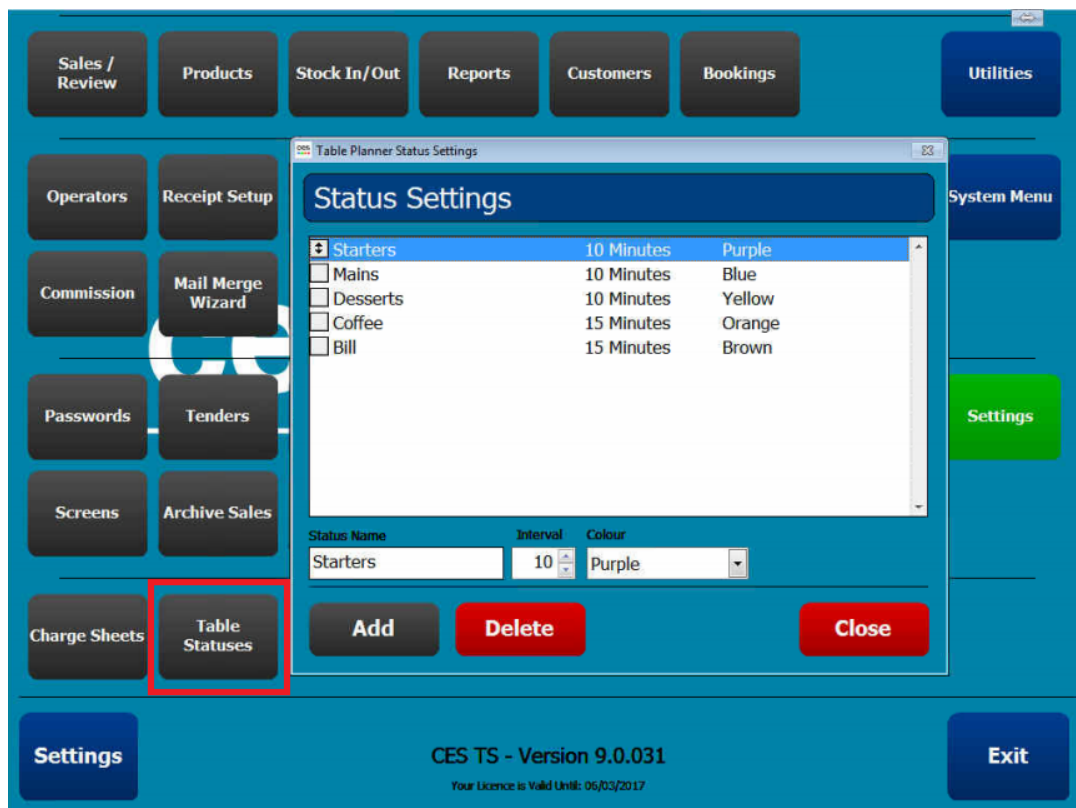 Sales /
Review
Products
Stock In/Out
Reports
Customers
Bookings
Utilities
Table Planner Status Settings
Operators
Receipt Setup
Status Settings
System Menu
Starters 10 Minutes Purple
Mains 10 Minutes Blue
Desserts 10 Minutes Yellow
Coffee 15 Minutes Orange
Bill 15 Minutes Brown
Commission
Mail Merge
Wizard
Passwords
Tenders
Settings
Screens
Archive Sales
Status Name Interval Colour
Starters 10 Purple
Charge Sheets
Table
Statuses
Add
Delete
Close
Settings
CES TS - Version 9.0.031
Your Licence is Valid Until: 06/03/2017
Exit